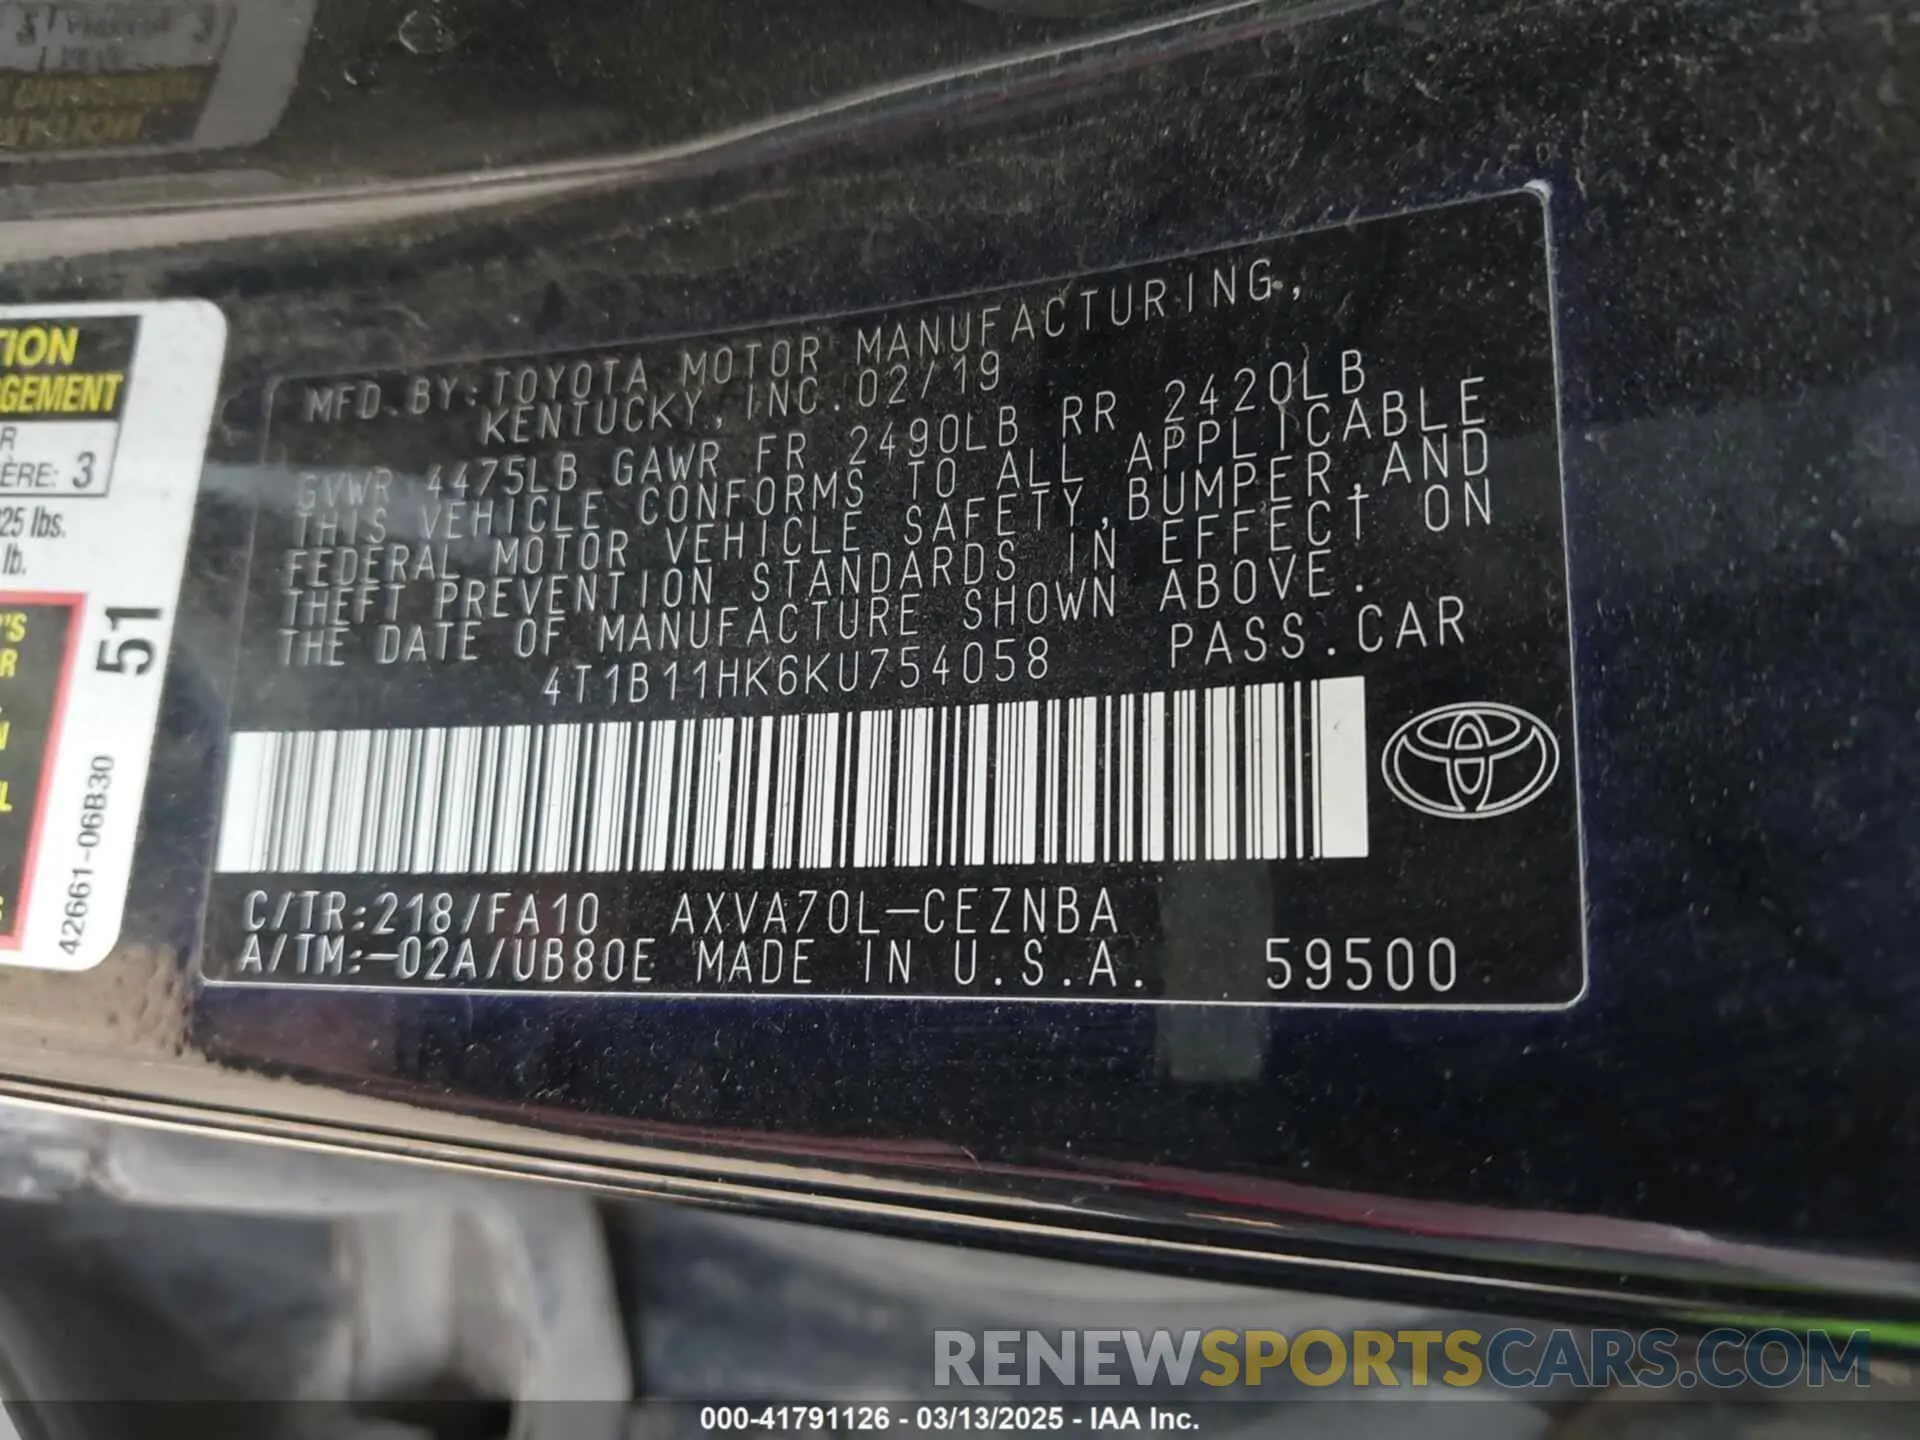 TION
GEMENT
R
ÈRE: 3
25 lbs.
lb.
'S
R
N
L
51
42661-06B30
MFD. BY: TOYOTA MOTOR MANUFACTURING,
KENTUCKY, INC. 02/19
GVWR 4475LB GAWR FR 2490LB RR 2420LB
THIS VEHICLE CONFORMS TO ALL APPLICABLE
FEDERAL MOTOR VEHICLE SAFETY, BUMPER, AND
THEFT PREVENTION STANDARDS IN EFFECT ON
THE DATE OF MANUFACTURE SHOWN ABOVE.
4T1B11HK6KU754058 PASS. CAR
C/TR:218/FA10 AXVA70L-CEZNBA
A/TM:-02A/UB80E MADE IN U.S.A. 59500
RENEWSPORTSCARS.COM
000-41791126 - 03/13/2025 - IAA Inc.